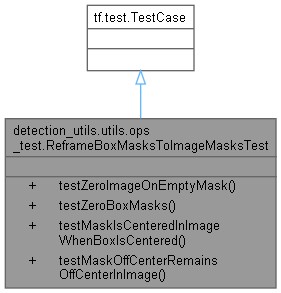 tf.test.TestCase
detection_utils.utils.ops
_test.ReframeBoxMasksToImageMasksTest
+ testZeroImageOnEmptyMask()
+ testZeroBoxMasks()
+ testMaskIsCenteredInImage
WhenBoxIsCentered()
+ testMaskOffCenterRemains
OffCenterInImage()